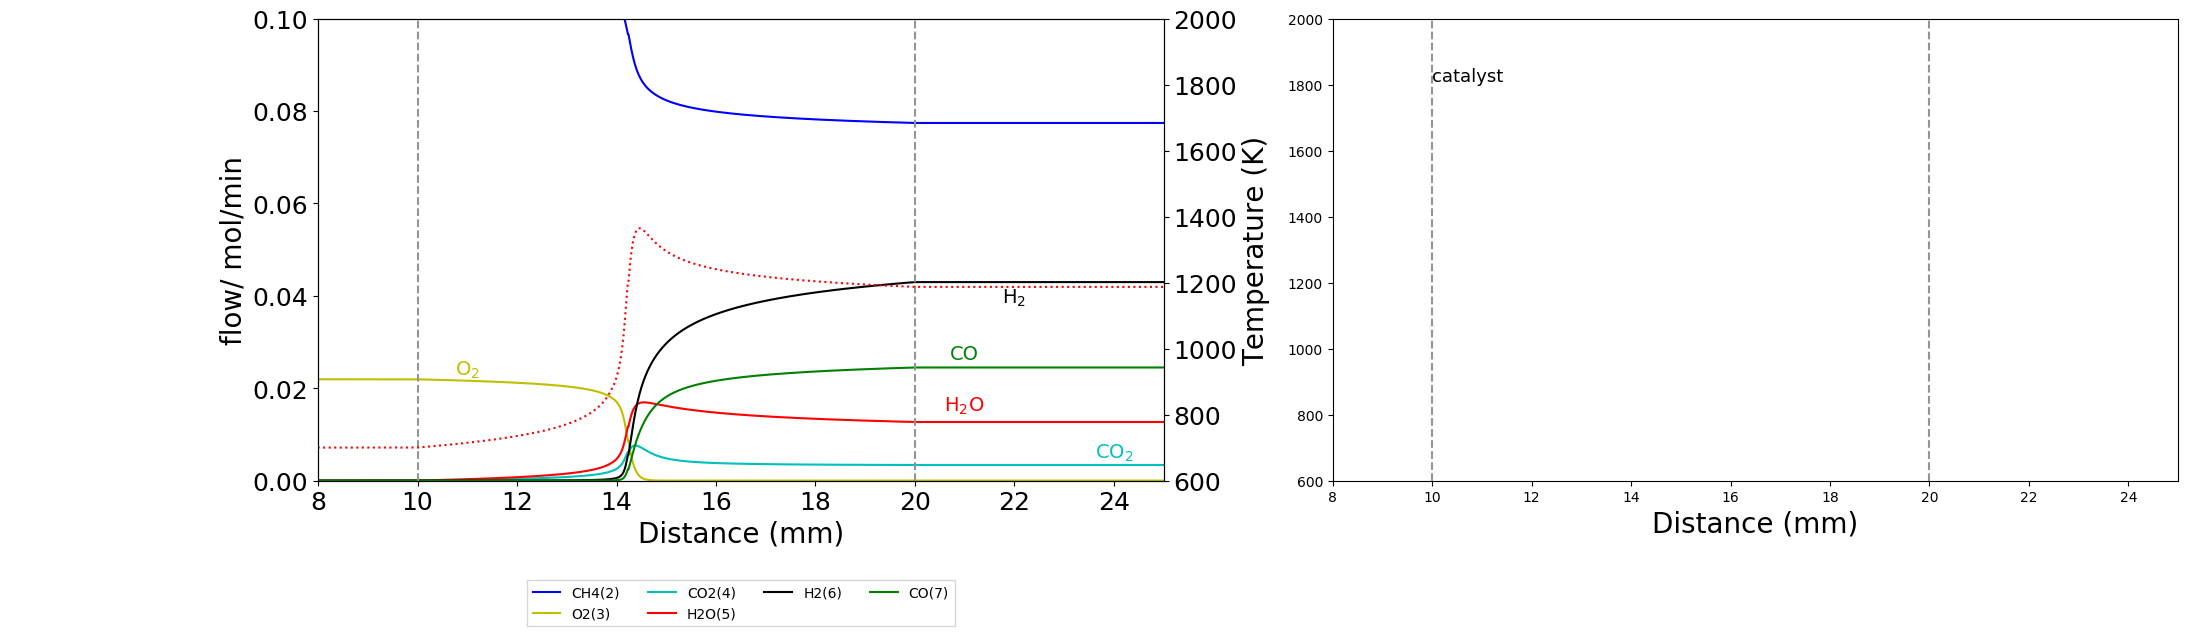 0.10
0.08
0.06
0.04
0.02
0.00
flow/ mol/min
8 10 12 14 16 18 20 22 24
Distance (mm)
O2
H2
CO
H2O
CO2
2000
1800
1600
1400
1200
1000
800
600
Temperature (K)
CH4(2) CO2(4) H2(6) CO(7)
O2(3) H2O(5)
2000
1800
1600
1400
1200
1000
800
600
catalyst
8 10 12 14 16 18 20 22 24
Distance (mm)